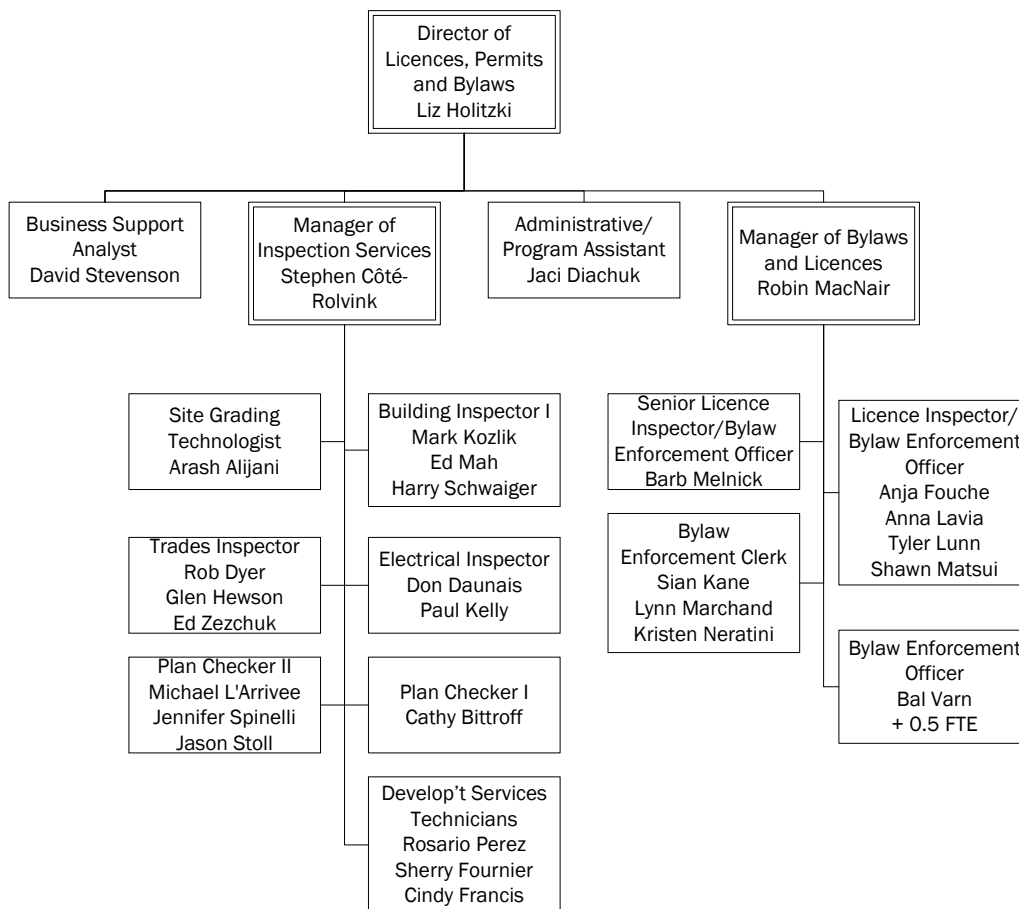 Director of
Licences, Permits
and Bylaws
Liz Holitzki
Business Support
Analyst
David Stevenson
Manager of
Inspection Services
Stephen Côté-
Rolvink
Administrative/
Program Assistant
Jaci Diachuk
Manager of Bylaws
and Licences
Robin MacNair
Site Grading
Technologist
Arash Alijani
Building Inspector I
Mark Kozlik
Ed Mah
Harry Schwaiger
Trades Inspector
Rob Dyer
Glen Hewson
Ed Zezchuk
Electrical Inspector
Don Daunais
Paul Kelly
Plan Checker II
Michael L'Arrivee
Jennifer Spinelli
Jason Stoll
Plan Checker I
Cathy Bittroff
Develop't Services
Technicians
Rosario Perez
Sherry Fournier
Cindy Francis
Senior Licence
Inspector/Bylaw
Enforcement Officer
Barb Melnick
Licence Inspector/
Bylaw Enforcement
Officer
Anja Fouche
Anna Lavia
Tyler Lunn
Shawn Matsui
Bylaw
Enforcement Clerk
Sian Kane
Lynn Marchand
Kristen Neratini
Bylaw Enforcement
Officer
Bal Varn
+ 0.5 FTE